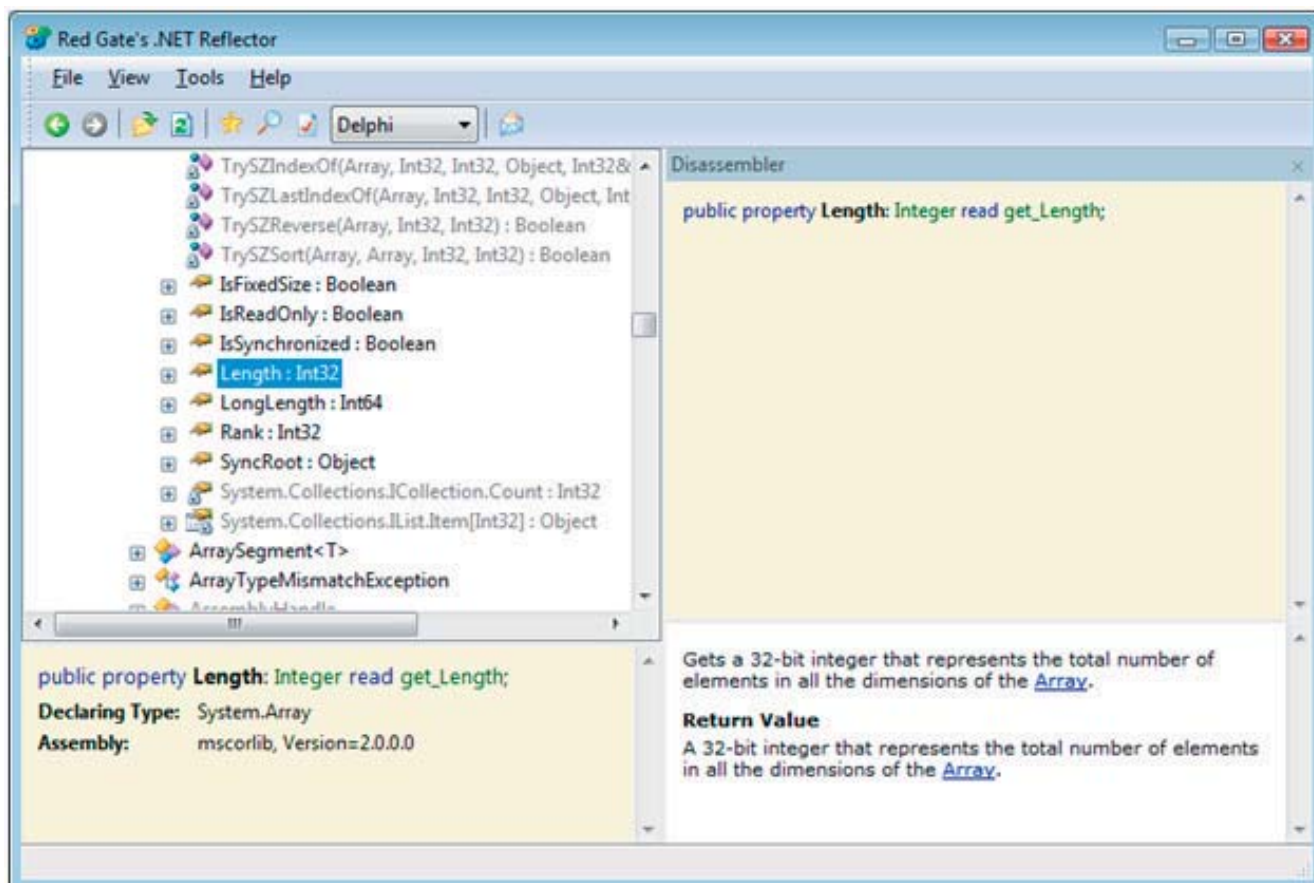 Red Gate's .NET Reflector
File View Tools Help
Delphi
TrySZIndexOf(Array, Int32, Int32, Object, Int32&
TrySZLastIndexOf(Array, Int32, Int32, Object, Int
TrySZReverse(Array, Int32, Int32) : Boolean
TrySZSort(Array, Array, Int32, Int32) : Boolean
IsFixedSize : Boolean
IsReadOnly : Boolean
IsSynchronized : Boolean
Length : Int32
LongLength : Int64
Rank : Int32
SyncRoot : Object
System.Collections.ICollection.Count : Int32
System.Collections.IList.Item[Int32] : Object
ArraySegment<T>
ArrayTypeMismatchException
AssemblyHandle
public property Length: Integer read get_Length;
Declaring Type: System.Array
Assembly: mscorlib, Version=2.0.0.0
Disassembler
public property Length: Integer read get_Length;
Gets a 32-bit integer that represents the total number of
elements in all the dimensions of the Array.
Return Value
A 32-bit integer that represents the total number of elements
in all the dimensions of the Array.